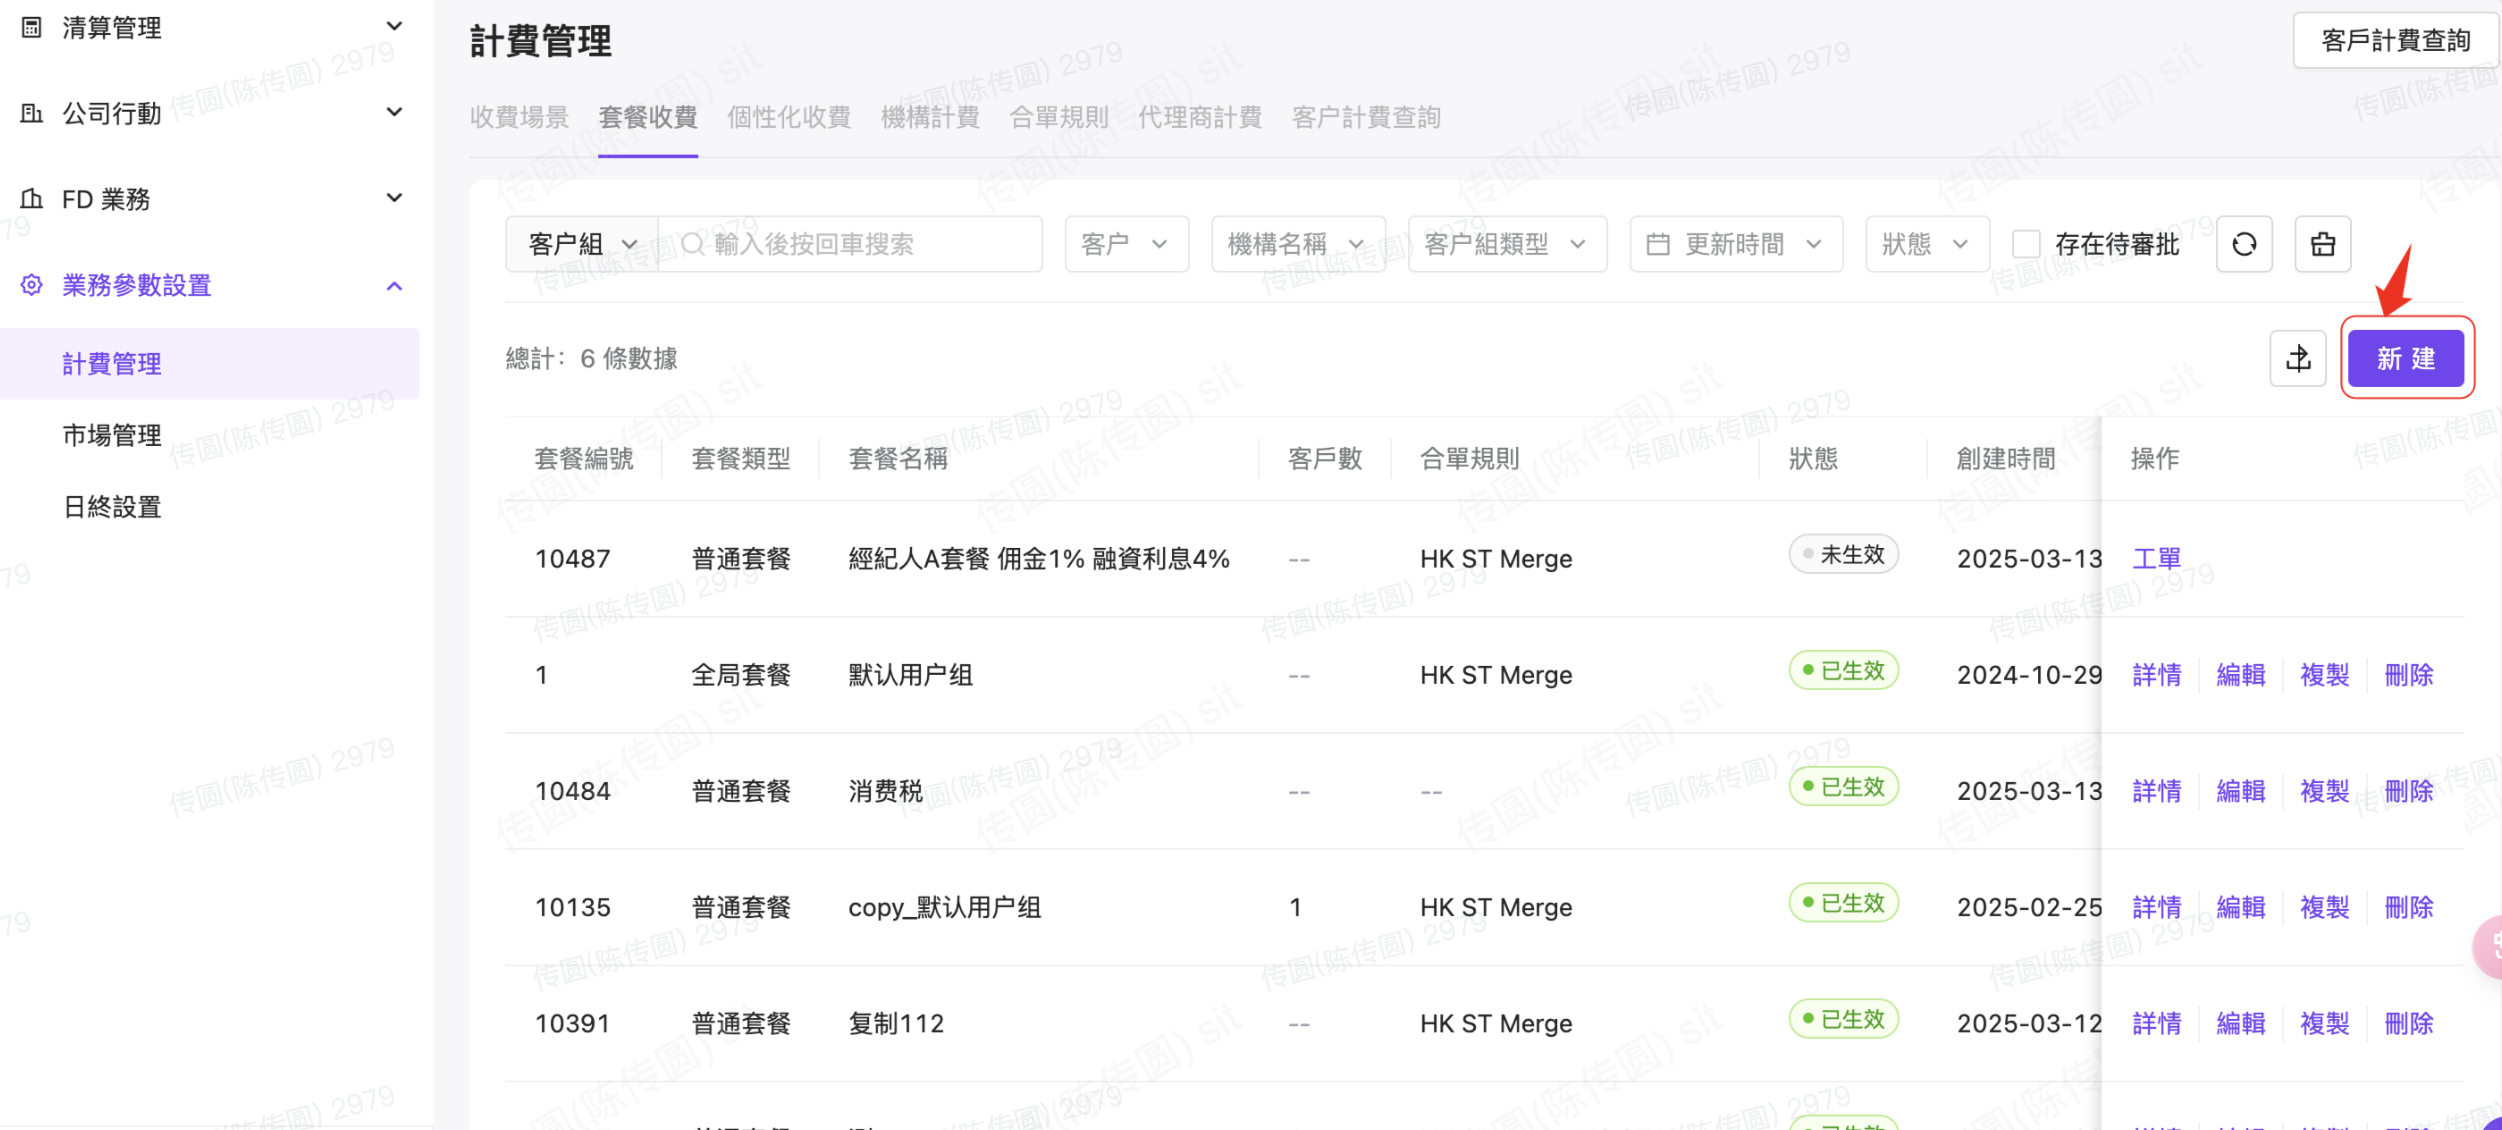 清算管理
公司行動
FD 業務
業務參數設置
計費管理
市場管理
日終設置
計費管理
客戶計費查詢
收費場景 套餐收費 個性化收費 機構計費 合單規則 代理商計費 客户計費查詢
客户組 輸入後按回車搜索 客户 機構名稱 客户組類型 更新時間 狀態 存在待審批
總計： 6 條數據
新 建
套餐編號 套餐類型 套餐名稱 客戶數 合單規則 狀態 創建時間 操作
10487 普通套餐 經紀人A套餐 佣金1% 融資利息4% -- HK ST Merge 未生效 2025-03-13 工單
1 全局套餐 默认用户组 -- HK ST Merge 已生效 2024-10-29 詳情 編輯 複製 刪除
10484 普通套餐 消费税 -- -- 已生效 2025-03-13 詳情 編輯 複製 刪除
10135 普通套餐 copy_默认用户组 1 HK ST Merge 已生效 2025-02-25 詳情 編輯 複製 刪除
10391 普通套餐 复制112 -- HK ST Merge 已生效 2025-03-12 詳情 編輯 複製 刪除
传圆(陈传圆) 2979
传圆(陈传圆) sit